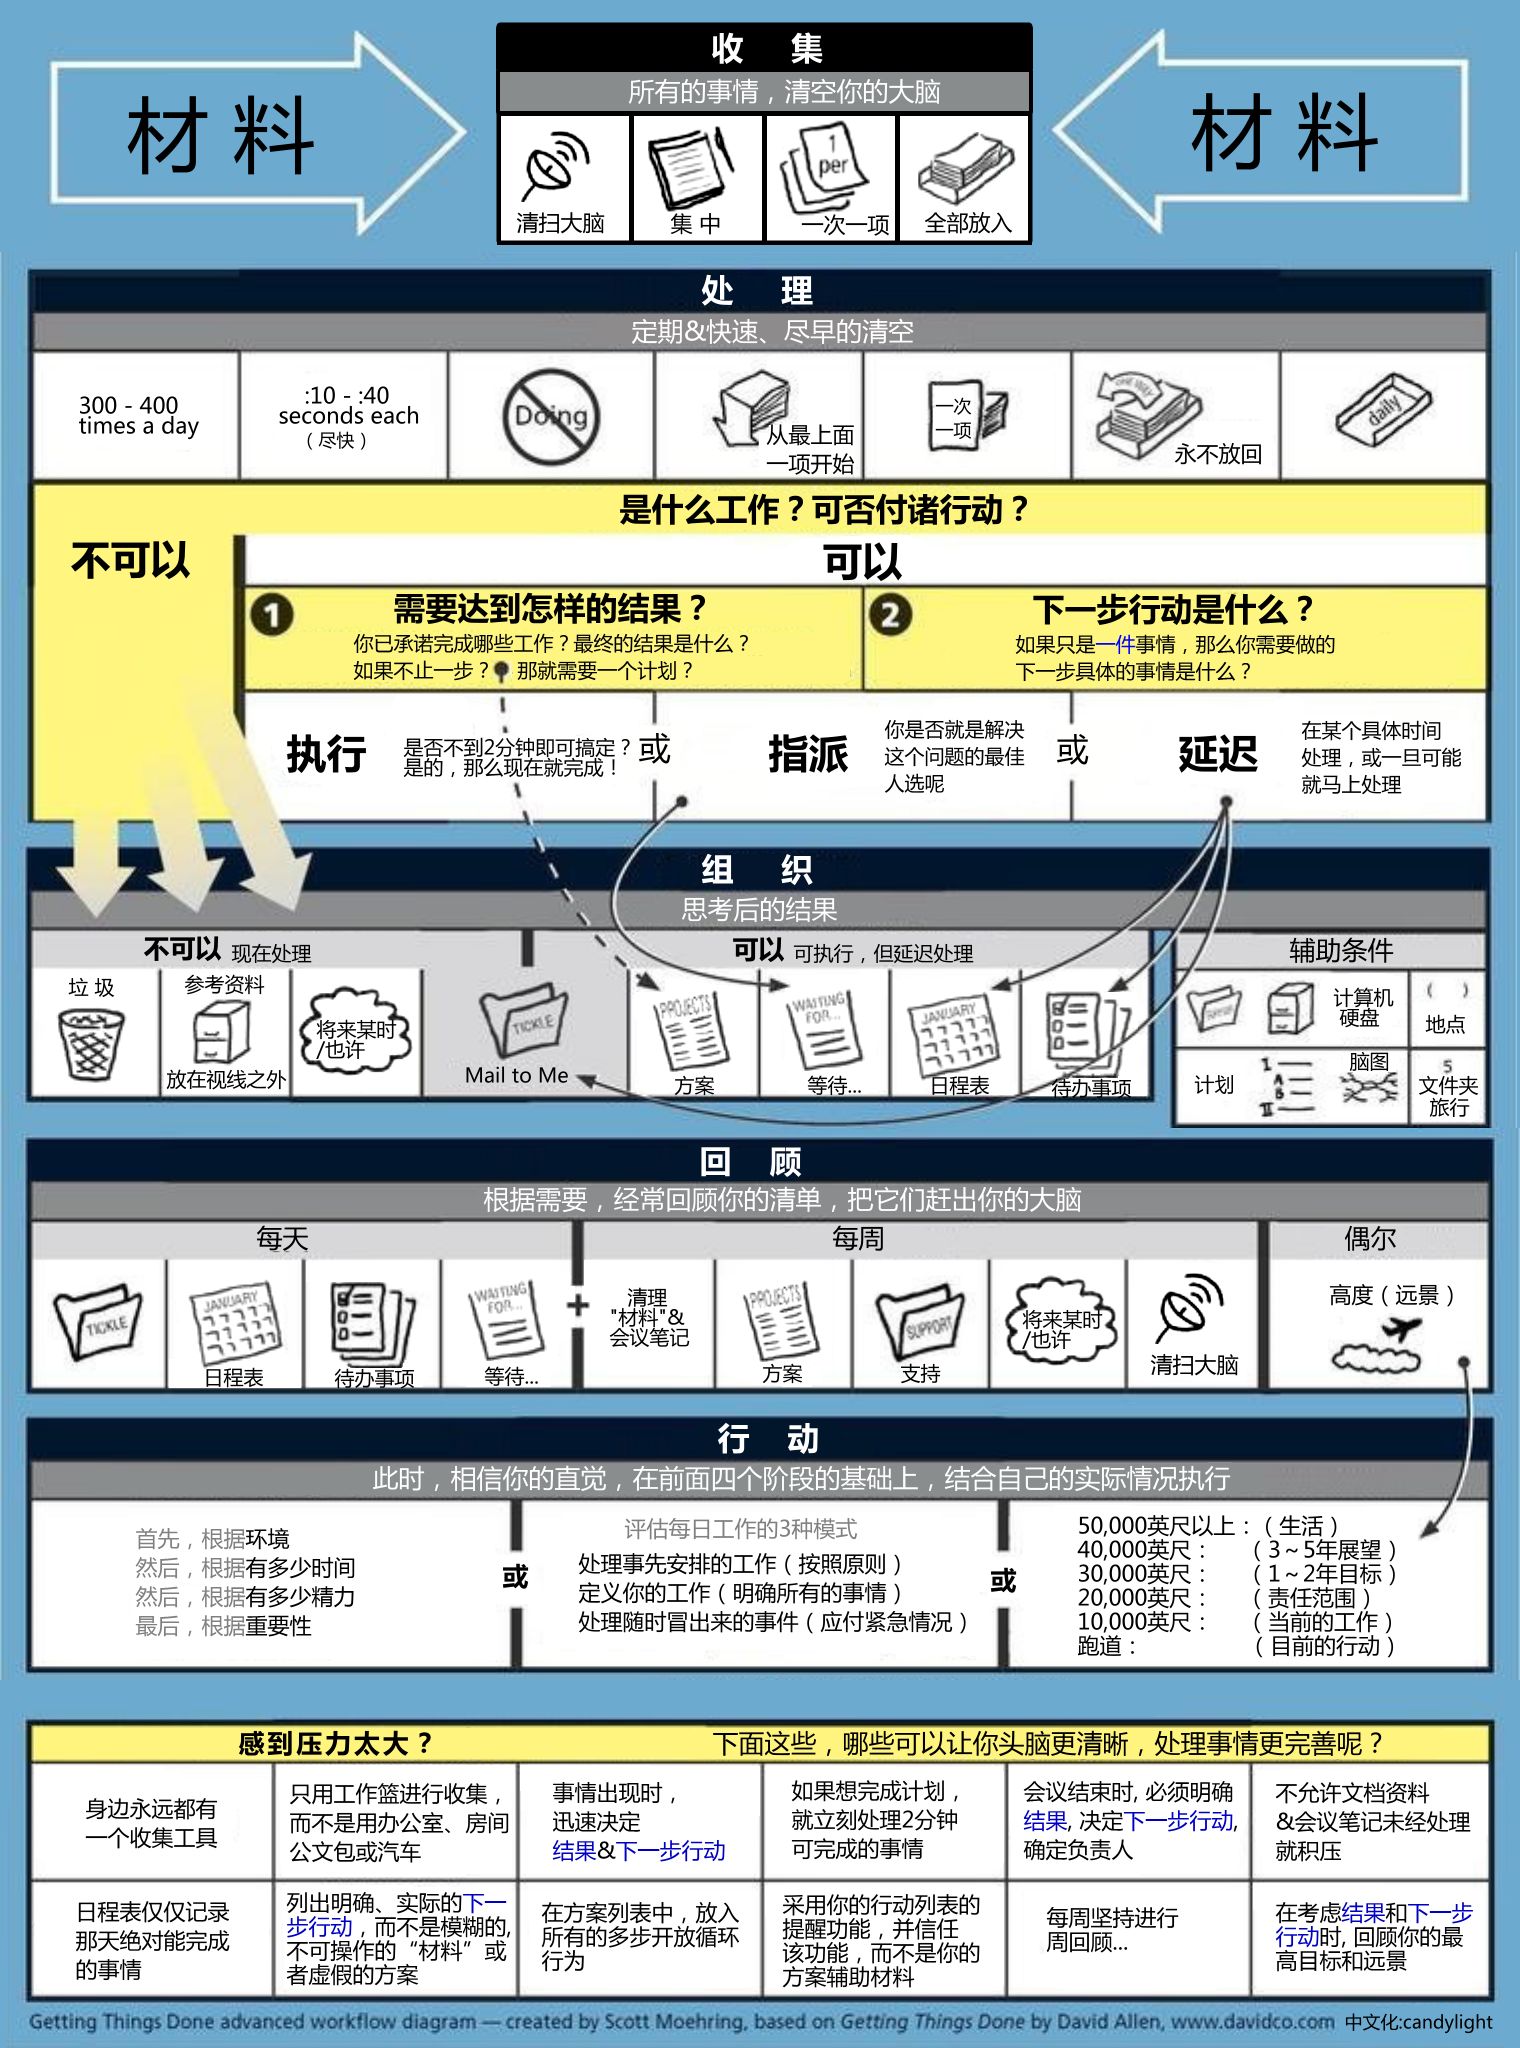 材料
收 集
所有的事情，清空你的大脑
清扫大脑
集 中
1
per
一次一项
全部放入
材料
处 理
定期&快速、尽早的清空
300 - 400
times a day
:10 - :40
seconds each
（尽快）
Doing
从最上面
一项开始
一次
一项
ONE WAY
永不放回
daily
是什么工作？可否付诸行动？
不可以
可以
1 需要达到怎样的结果？
你已承诺完成哪些工作？最终的结果是什么？
如果不止一步？ 那就需要一个计划？
2 下一步行动是什么？
如果只是一件事情，那么你需要做的
下一步具体的事情是什么？
执行
是否不到2分钟即可搞定？
是的，那么现在就完成！
或
指派
你是否就是解决
这个问题的最佳
人选呢
或
延迟
在某个具体时间
处理，或一旦可能
就马上处理
组 织
思考后的结果
不可以 现在处理
可以 可执行，但延迟处理
垃 圾
参考资料
放在视线之外
将来某时
/也许
TICKLE
Mail to Me
PROJECTS
方案
WAITING
FOR...
等待...
JANUARY
日程表
待办事项
辅助条件
SUPPORT
计算机
硬盘
（ ）
地点
计划
I
A
B
II
脑图
5
文件夹
旅行
回 顾
根据需要，经常回顾你的清单，把它们赶出你的大脑
每天
每周
偶尔
TICKLE
JANUARY
日程表
待办事项
WAITING
FOR...
等待...
+
清理
"材料"&
会议笔记
PROJECTS
方案
SUPPORT
支持
将来某时
/也许
清扫大脑
高度（远景）
行 动
此时，相信你的直觉，在前面四个阶段的基础上，结合自己的实际情况执行
首先，根据环境
然后，根据有多少时间
然后，根据有多少精力
最后，根据重要性
或
评估每日工作的3种模式
处理事先安排的工作（按照原则）
定义你的工作（明确所有的事情）
处理随时冒出来的事件（应付紧急情况）
或
50,000英尺以上：（生活）
40,000英尺： （3～5年展望）
30,000英尺： （1～2年目标）
20,000英尺： （责任范围）
10,000英尺： （当前的工作）
跑道： （目前的行动）
感到压力太大？
下面这些，哪些可以让你头脑更清晰，处理事情更完善呢？
身边永远都有
一个收集工具
只用工作篮进行收集，
而不是用办公室、房间
公文包或汽车
事情出现时，
迅速决定
结果&下一步行动
如果想完成计划，
就立刻处理2分钟
可完成的事情
会议结束时, 必须明确
结果, 决定下一步行动,
确定负责人
不允许文档资料
&会议笔记未经处理
就积压
日程表仅仅记录
那天绝对能完成
的事情
列出明确、实际的下一
步行动，而不是模糊的,
不可操作的“材料”或
者虚假的方案
在方案列表中，放入
所有的多步开放循环
行为
采用你的行动列表的
提醒功能，并信任
该功能，而不是你的
方案辅助材料
每周坚持进行
周回顾...
在考虑结果和下一步
行动时, 回顾你的最
高目标和远景
Getting Things Done advanced workflow diagram — created by Scott Moehring, based on Getting Things Done by David Allen, www.davidco.com 中文化:candylight